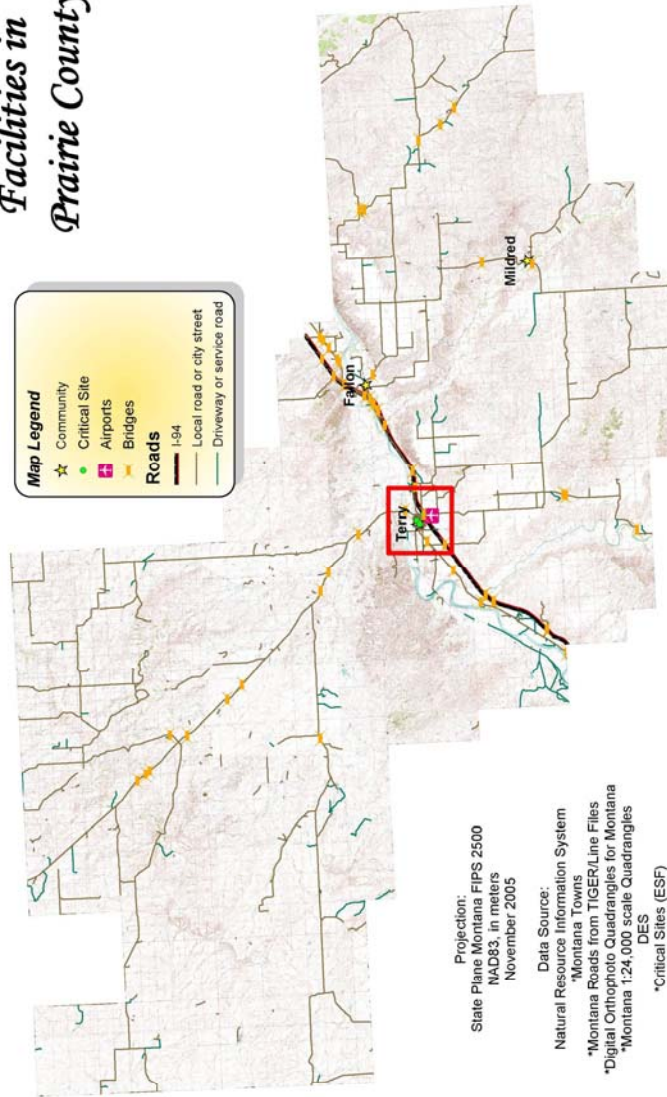 Facilities in
Prairie County
Map Legend
Community
Critical Site
Airports
Bridges
Roads
I-94
Local road or city street
Driveway or service road
Fallon
Terry
Mildred
Projection:
State Plane Montana FIPS 2500
NAD83, in meters
November 2005
Data Source:
Natural Resource Information System
*Montana Towns
*Montana Roads from TIGER/Line Files
*Digital Orthophoto Quadrangles for Montana
*Montana 1:24,000 scale Quadrangles
DES
*Critical Sites (ESF)